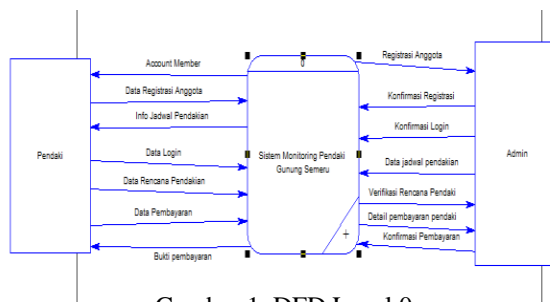 Registrasi Anggota
0
Account Member
Data Registrasi Anggota
Konfirmasi Registrasi
Info Jadwal Pendakian
Konfirmasi Login
Pendaki
Data Login
Sistem Monitoring Pendaki
Gunung Semeru
Data jadwal pendakian
Admin
Data Rencana Pendakian
Verifikasi Rencana Pendaki
Data Pembayaran
Detail pembayaran pendaki
Konfirmasi Pembayaran
Bukti pembayaran